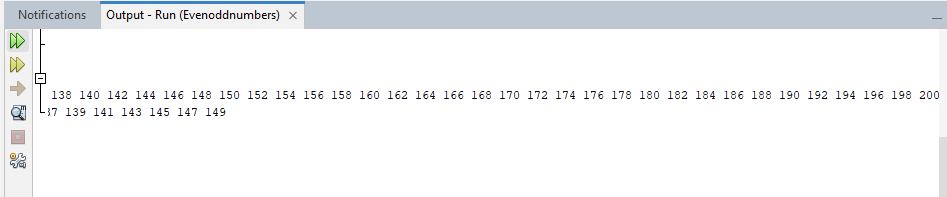 Notifications Output - Run (Evenoddnumbers) ×
138 140 142 144 146 148 150 152 154 156 158 160 162 164 166 168 170 172 174 176 178 180 182 184 186 188 190 192 194 196 198 200
37 139 141 143 145 147 149